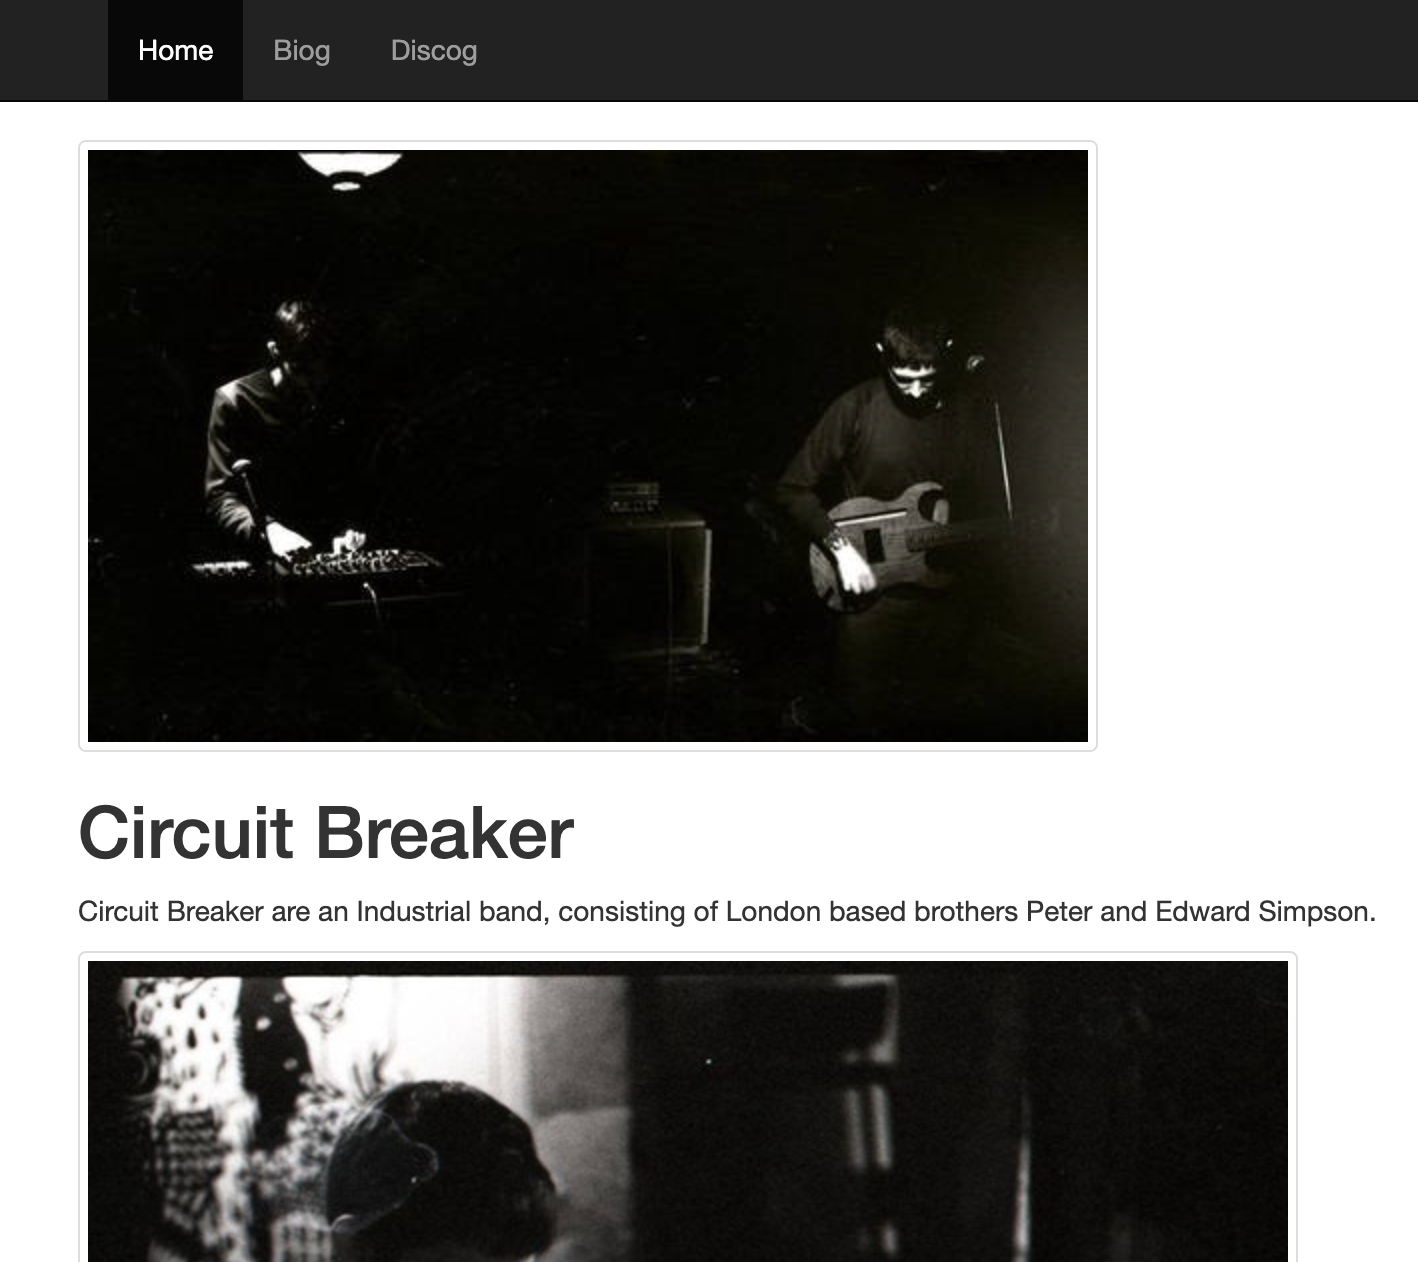 Home Biog Discog
Circuit Breaker
Circuit Breaker are an Industrial band, consisting of London based brothers Peter and Edward Simpson.